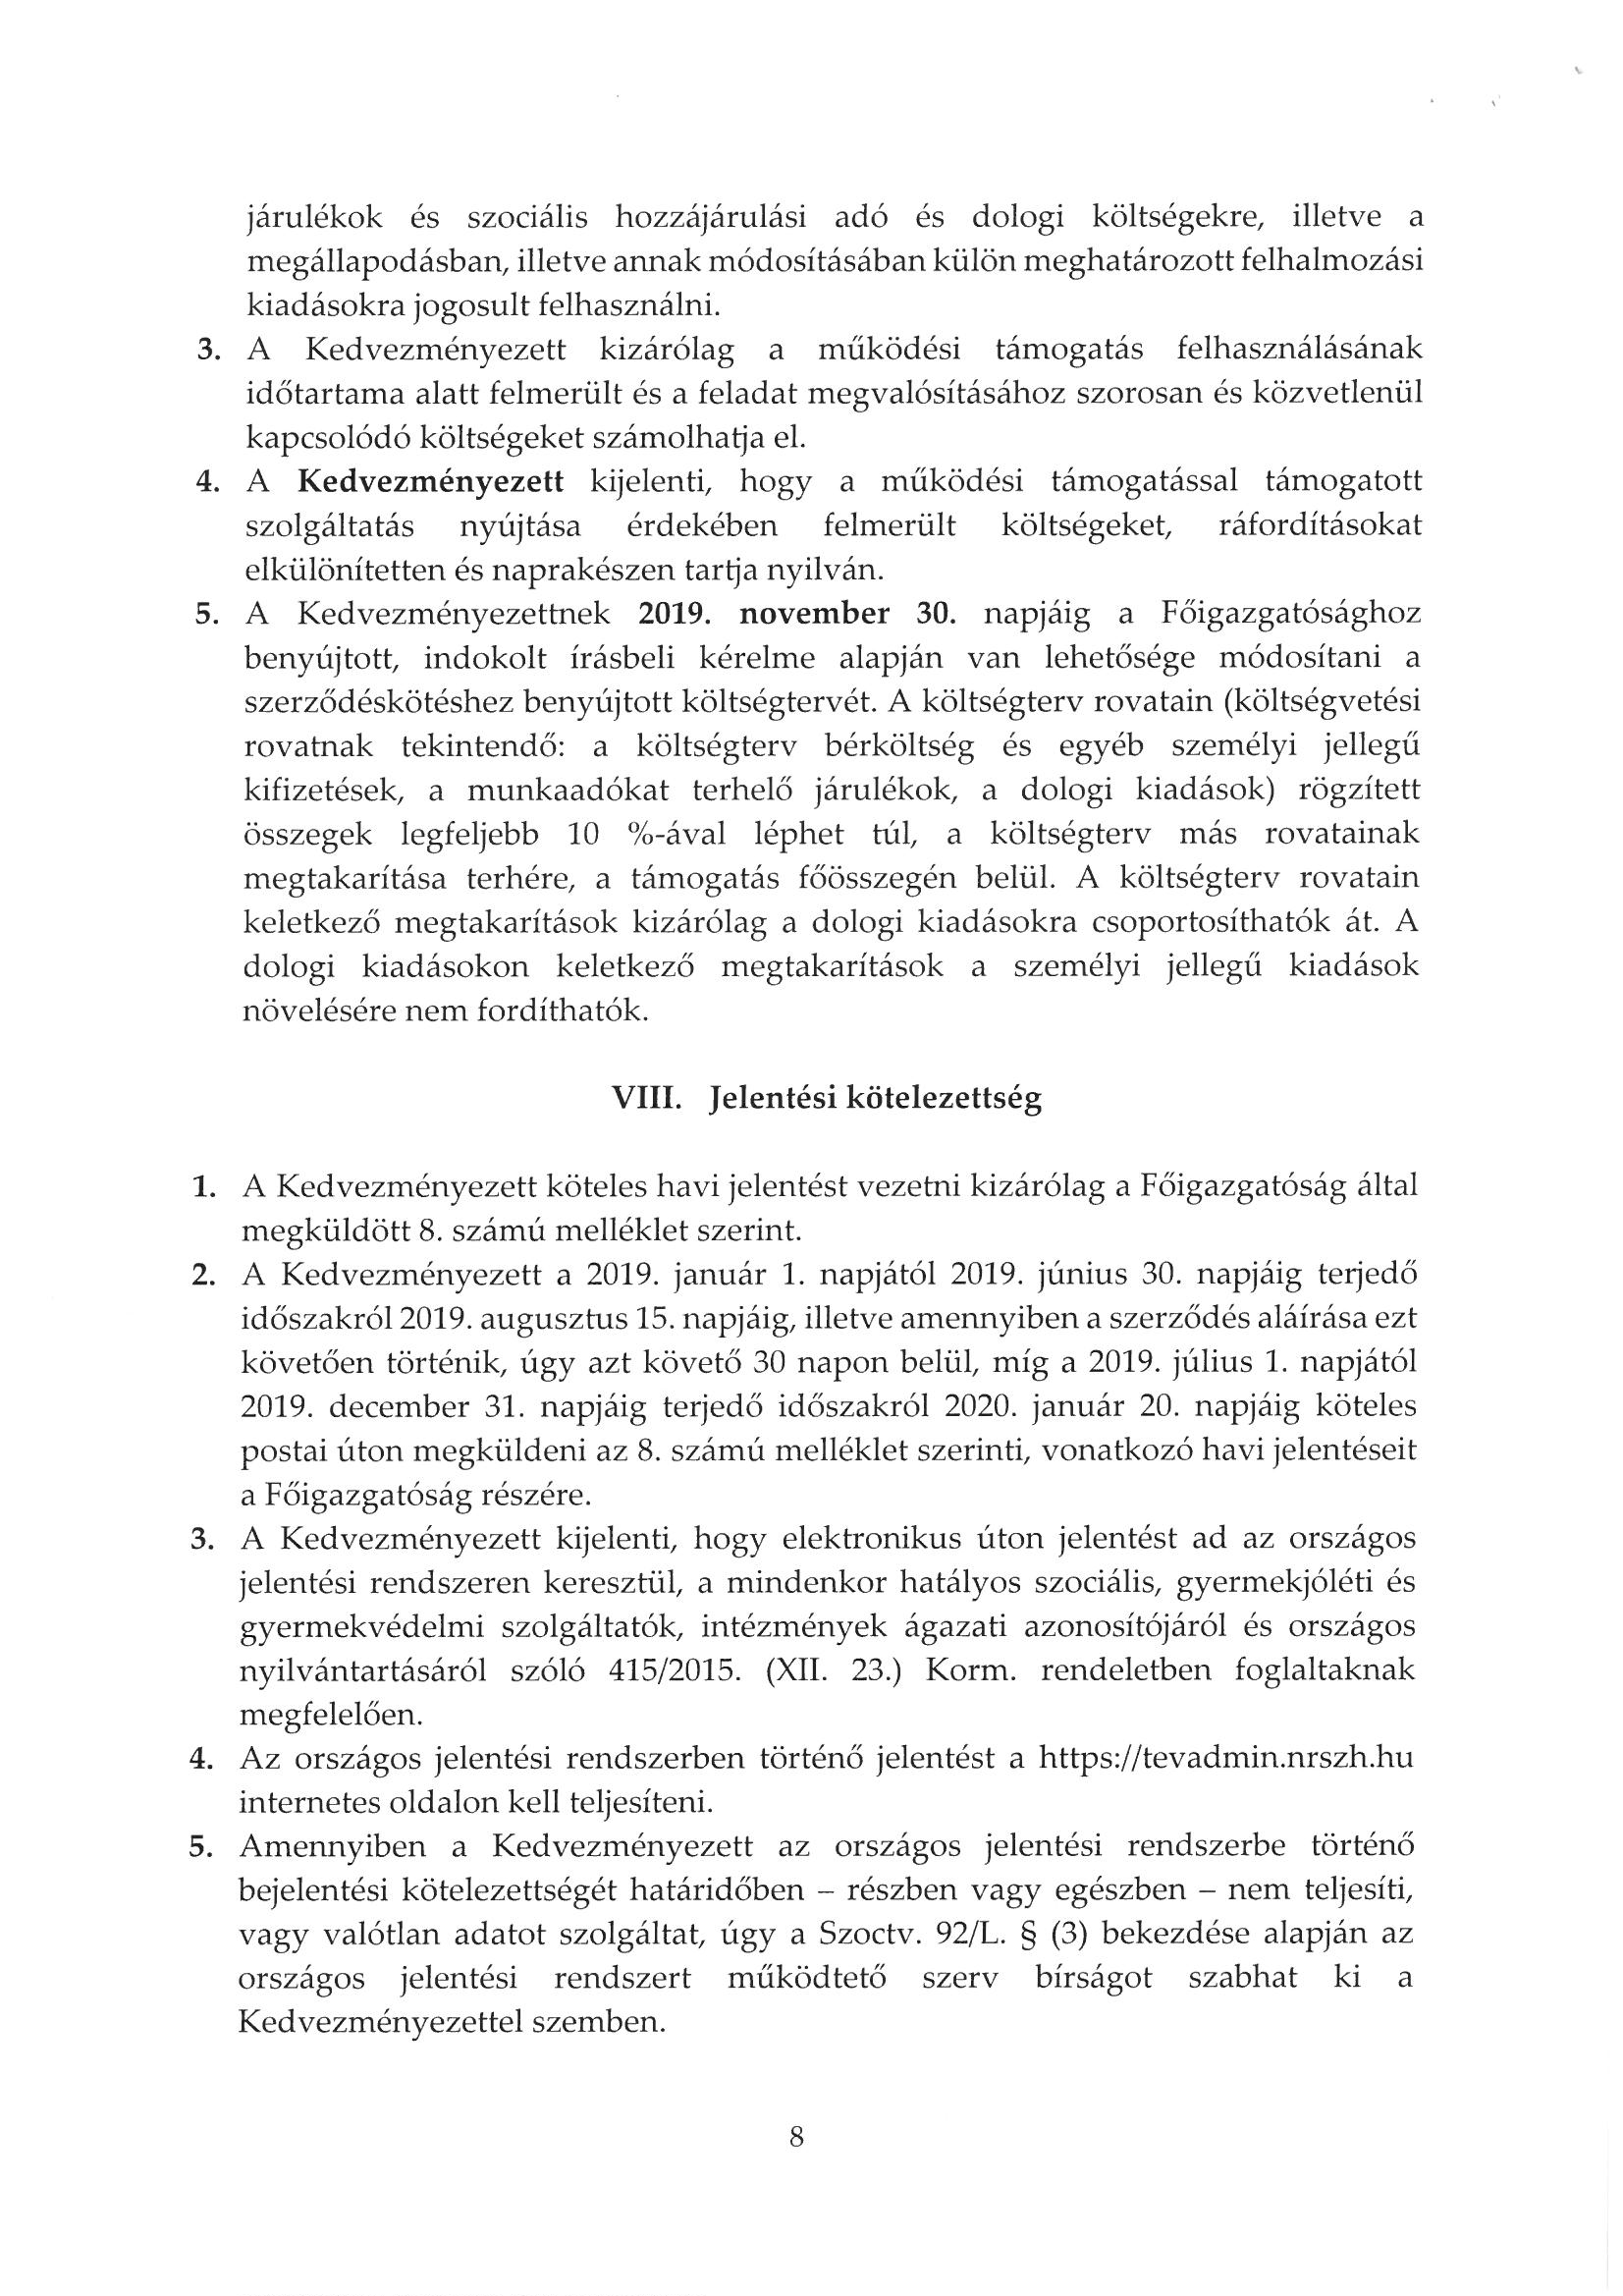 járulékok és szociális hozzájárulási adó és dologi költségekre, illetve a
megállapodásban, illetve annak módosításában külön meghatározott felhalmozási
kiadásokra jogosult felhasználni.
3. A Kedvezményezett kizárólag a működési támogatás felhasználásának
időtartama alatt felmerült és a feladat megvalósításához szorosan és közvetlenül
kapcsolódó költségeket számolhatja el.
4. A Kedvezményezett kijelenti, hogy a működési támogatással támogatott
szolgáltatás nyújtása érdekében felmerült költségeket, ráfordításokat
elkülönítetten és naprakészen tartja nyilván.
5. A Kedvezményezettnek 2019. november 30. napjáig a Főigazgatósághoz
benyújtott, indokolt írásbeli kérelme alapján van lehetősége módosítani a
szerződéskötéshez benyújtott költségtervét. A költségterv rovatain (költségvetési
rovatnak tekintendő: a költségterv bérköltség és egyéb személyi jellegű
kifizetések, a munkaadókat terhelő járulékok, a dologi kiadások) rögzített
összegek legfeljebb 10 %-ával léphet túl, a költségterv más rovatainak
megtakarítása terhére, a támogatás főösszegén belül. A költségterv rovatain
keletkező megtakarítások kizárólag a dologi kiadásokra csoportosíthatók át. A
dologi kiadásokon keletkező megtakarítások a személyi jellegű kiadások
növelésére nem fordíthatók.
VIII. Jelentési kötelezettség
1. A Kedvezményezett köteles havi jelentést vezetni kizárólag a Főigazgatóság által
megküldött 8. számú melléklet szerint.
2. A Kedvezményezett a 2019. január 1. napjától 2019. június 30. napjáig terjedő
időszakról 2019. augusztus 15. napjáig, illetve amennyiben a szerződés aláírása ezt
követően történik, úgy azt követő 30 napon belül, míg a 2019. július 1. napjától
2019. december 31. napjáig terjedő időszakról 2020. január 20. napjáig köteles
postai úton megküldeni az 8. számú melléklet szerinti, vonatkozó havi jelentéseit
a Főigazgatóság részére.
3. A Kedvezményezett kijelenti, hogy elektronikus úton jelentést ad az országos
jelentési rendszeren keresztül, a mindenkor hatályos szociális, gyermekjóléti és
gyermekvédelmi szolgáltatók, intézmények ágazati azonosítójáról és országos
nyilvántartásáról szóló 415/2015. (XII. 23.) Korm. rendeletben foglaltaknak
megfelelően.
4. Az országos jelentési rendszerben történő jelentést a https://tevadmin.nrszh.hu
internetes oldalon kell teljesíteni.
5. Amennyiben a Kedvezményezett az országos jelentési rendszerbe történő
bejelentési kötelezettségét határidőben – részben vagy egészben – nem teljesíti,
vagy valótlan adatot szolgáltat, úgy a Szoctv. 92/L. § (3) bekezdése alapján az
országos jelentési rendszert működtető szerv bírságot szabhat ki a
Kedvezményezettel szemben.
8